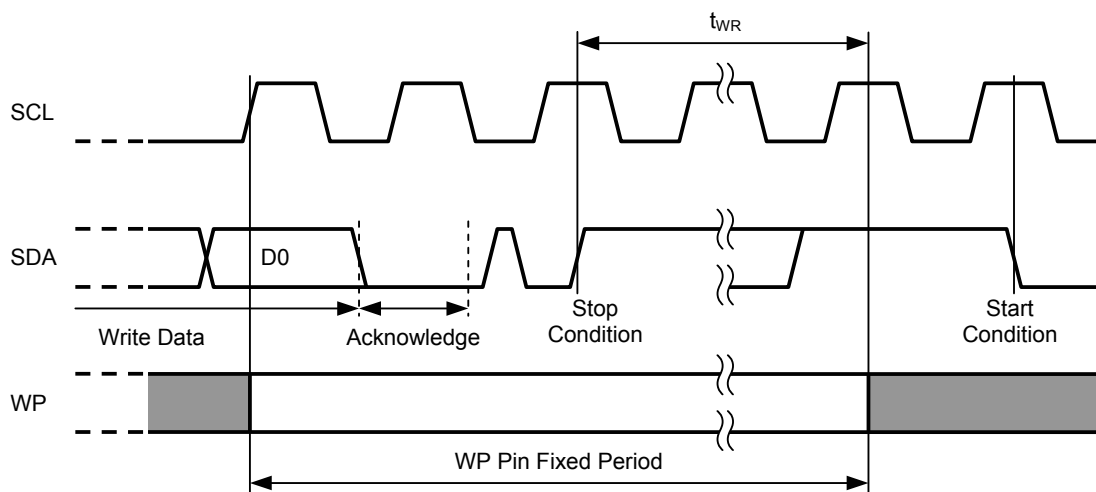 tWR
SCL
SDA
D0
Write Data
Acknowledge
Stop
Condition
Start
Condition
WP
WP Pin Fixed Period